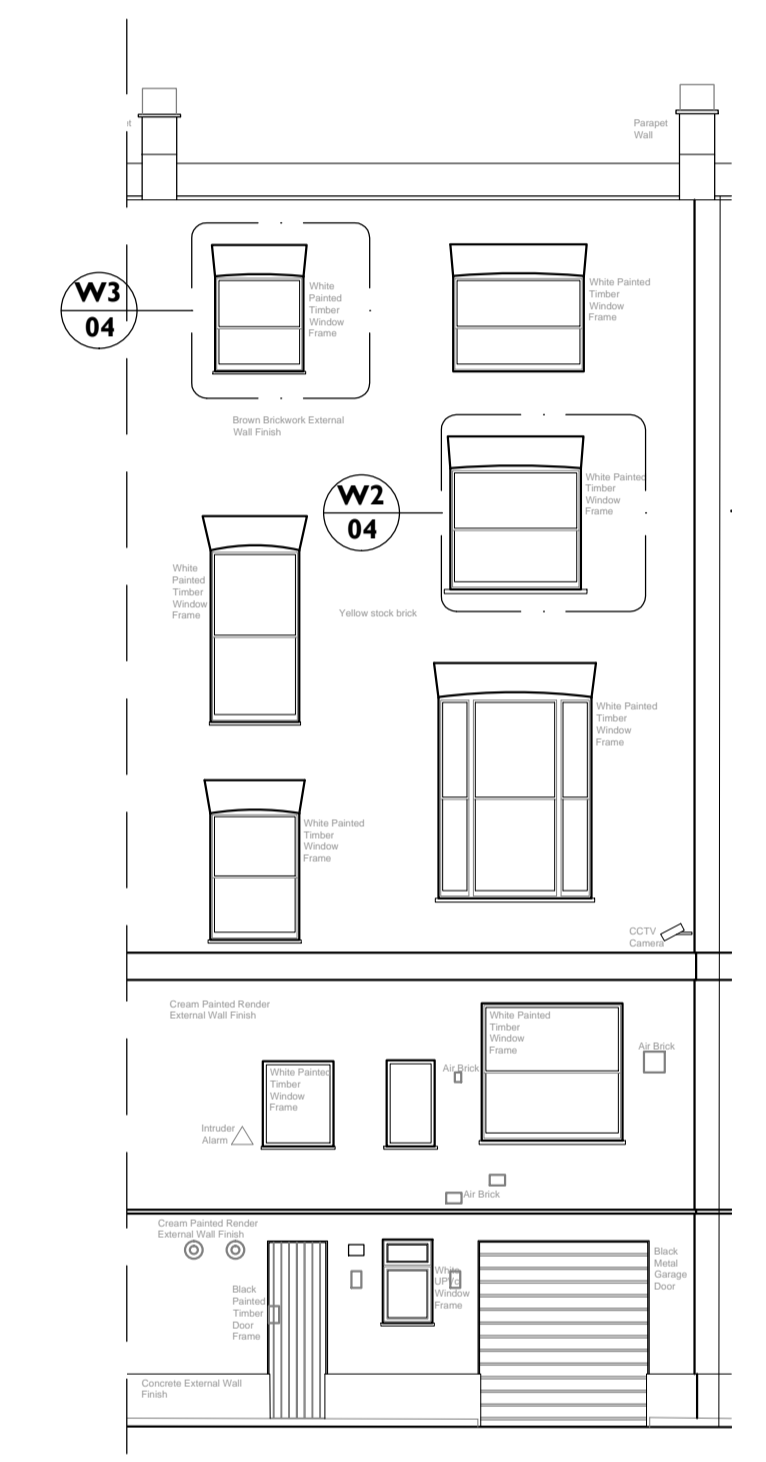 t
Parapet
Wall
W3
04
White
Painted
Timber
Window
Frame
White Painted
Timber
Window
Frame
Brown Brickwork External
Wall Finish
W2
04
White Painted
Timber
Window
Frame
White
Painted
Timber
Window
Frame
Yellow stock brick
White Painted
Timber
Window
Frame
White Painted
Timber
Window
Frame
CCTV
Camera
Cream Painted Render
External Wall Finish
White Painted
Timber
Window
Frame
Air Brick
Air Brick
White Painted
Timber
Window
Frame
Intruder
Alarm
Air Brick
Cream Painted Render
External Wall Finish
Black
Metal
Garage
Door
White
UPVc
Window
Frame
Black
Painted
Timber
Door
Frame
Concrete External Wall
Finish